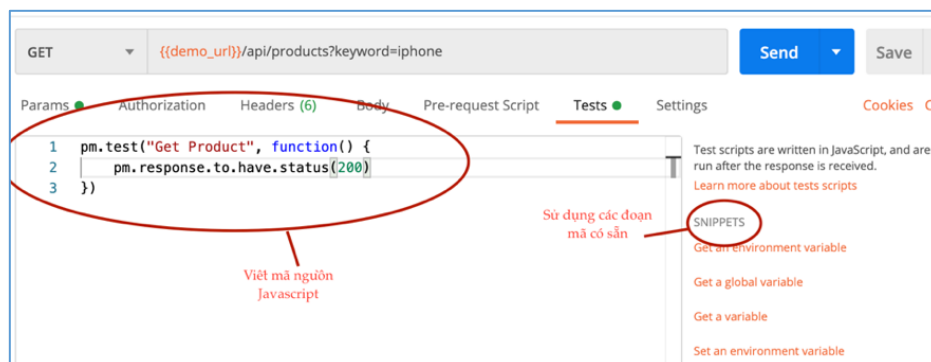 GET {{demo_url}}/api/products?keyword=iphone Send Save
Params Authorization Headers (6) Body Pre-request Script Tests Settings Cookies
1 pm.test("Get Product", function() {
2 pm.response.to.have.status(200)
3 })
Test scripts are written in JavaScript, and are
run after the response is received.
Learn more about tests scripts
SNIPPETS
Get an environment variable
Get a global variable
Get a variable
Set an environment variable
Sử dụng các đoạn
mã có sẵn
Viết mã nguồn
Javascript